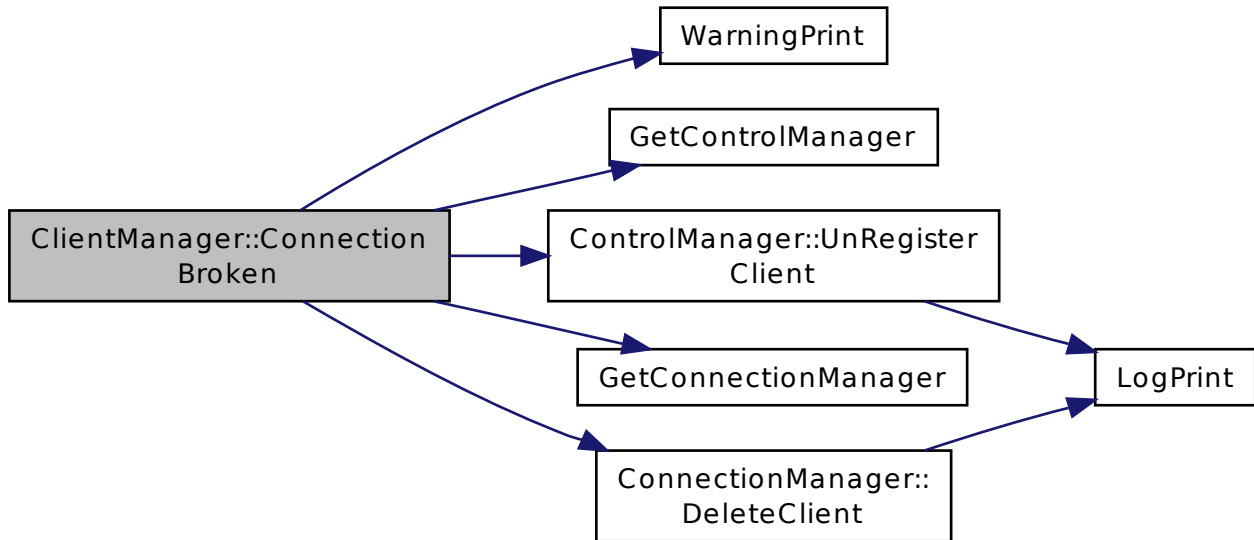 WarningPrint
GetControlManager
ClientManager::Connection
Broken
ControlManager::UnRegister
Client
GetConnectionManager
LogPrint
ConnectionManager::
DeleteClient